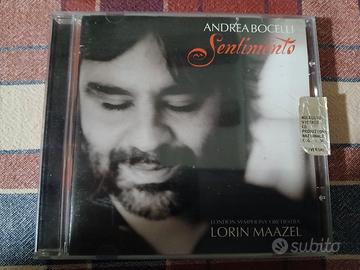 ANDREA BOCELLI
Sentimento
LONDON SYMPHONY ORCHESTRA
LORIN MAAZEL
subito